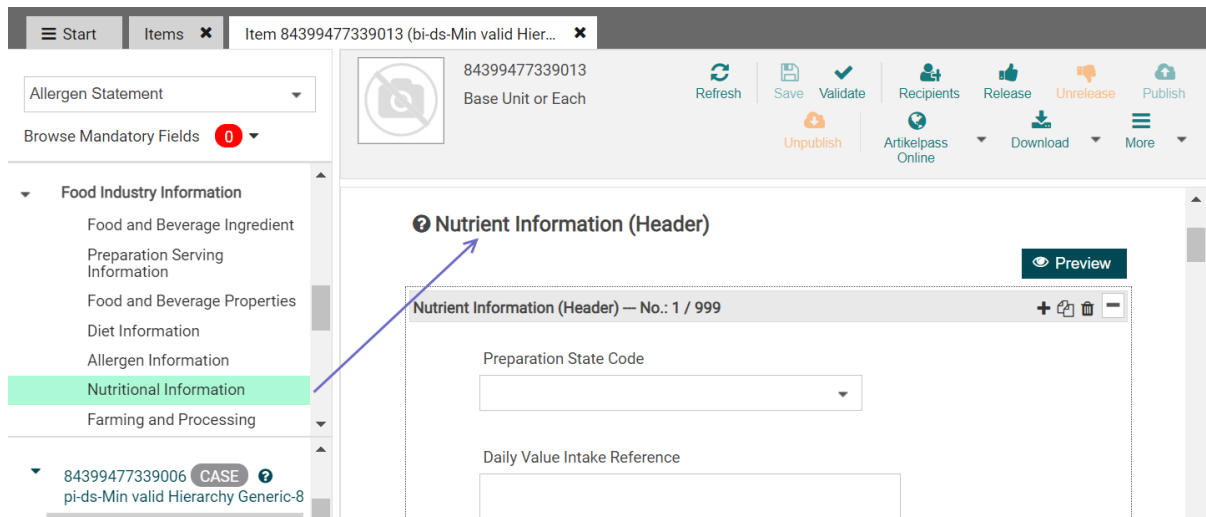 Start
Items
Item 84399477339013 (bi-ds-Min valid Hier...
Allergen Statement
Browse Mandatory Fields 0
Food Industry Information
Food and Beverage Ingredient
Preparation Serving
Information
Food and Beverage Properties
Diet Information
Allergen Information
Nutritional Information
Farming and Processing
84399477339006 CASE
pi-ds-Min valid Hierarchy Generic-8
84399477339013
Base Unit or Each
Refresh
Save
Validate
Recipients
Release
Unrelease
Publish
Unpublish
Artikelpass
Online
Download
More
Nutrient Information (Header)
Preview
Nutrient Information (Header) -- No.: 1 / 999
Preparation State Code
Daily Value Intake Reference